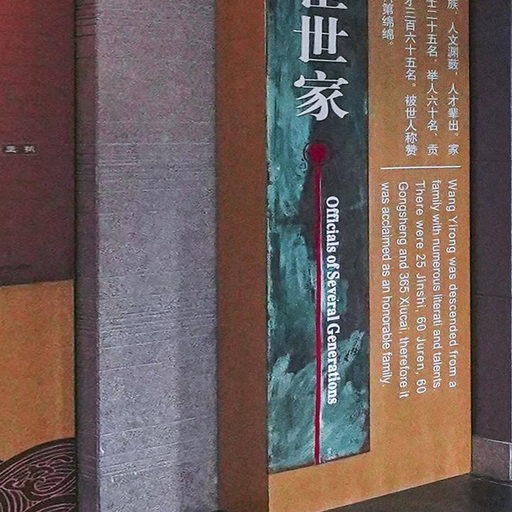 世家
Officials of Several Generations
族，人文渊薮，人才辈出。家
士二十五名，举人六十名、贡
才三百六十五名。被世人称赞
第绵绵。
Wang Yirong was descended from a
family with numerous literati and talents
There were 25 Jinshi, 60 Juren, 60
Gongsheng and 365 Xiucai, therefore it
was acclaimed as an honorable family.